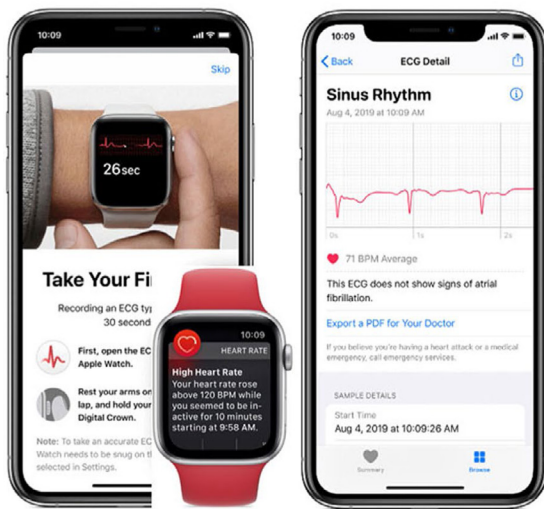 10:09
Skip
26sec
Take Your Fi
Recording an ECG typ
30 second
First, open the EC
Apple Watch.
Rest your arms on
lap, and hold your
Digital Crown.
Note: To take an accurate EC
Watch needs to be snug on th
selected in Settings.
10:09
HEART RATE
High Heart Rate
Your heart rate rose
above 120 BPM while
you seemed to be in-
active for 10 minutes
starting at 9:58 AM.
10:09
Back
ECG Detail
Sinus Rhythm
Aug 4, 2019 at 10:09 AM
0s
1s
2s
71 BPM Average
This ECG does not show signs of atrial
fibrillation.
Export a PDF for Your Doctor
If you believe you're having a heart attack or a medical
emergency, call emergency services.
SAMPLE DETAILS
Start Time
Aug 4, 2019 at 10:09:26 AM
Summary
Browse